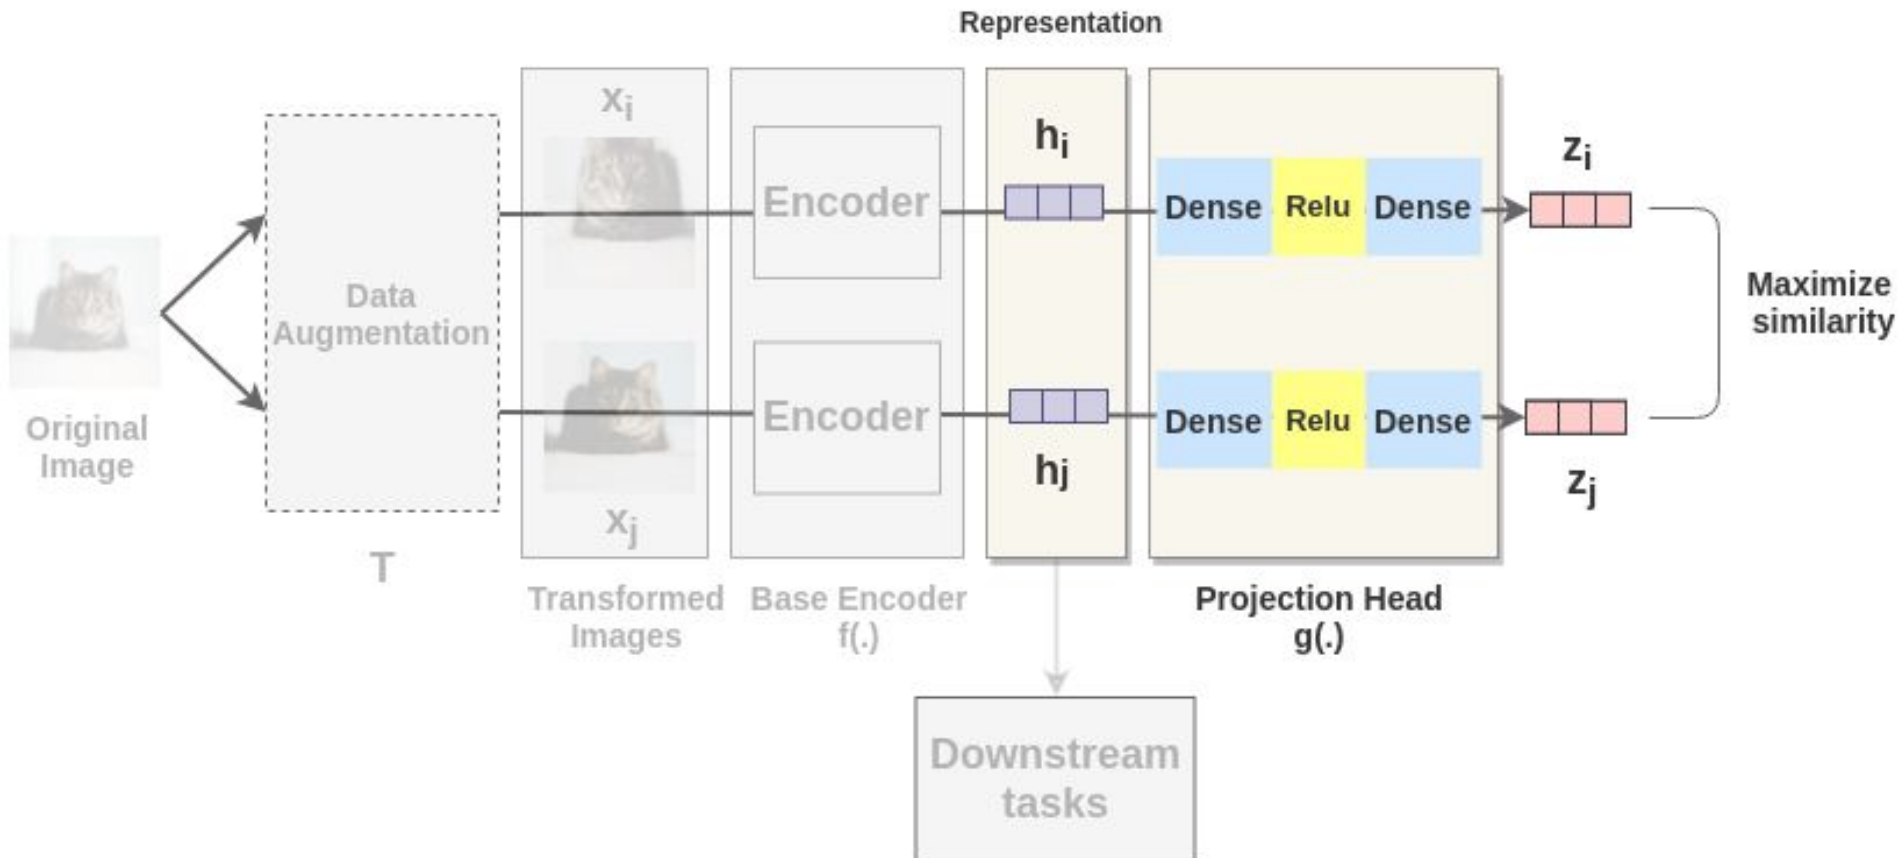 Representation
xi
hi
zi
Encoder
Dense Relu Dense
Data
Augmentation
Maximize
similarity
Original
Image
Encoder
Dense Relu Dense
hj
zj
xj
T
Transformed
Images
Base Encoder
f(.)
Projection Head
g(.)
Downstream
tasks